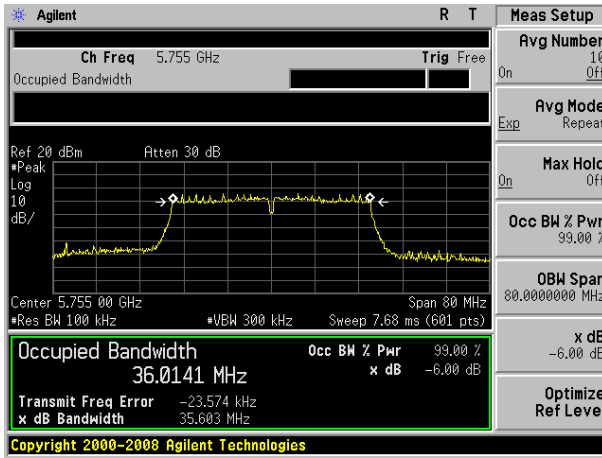 Agilent R T
Ch Freq 5.755 GHz Trig Free
Occupied Bandwidth
Ref 20 dBm Atten 30 dB
#Peak
Log
10
dB/
Center 5.755 00 GHz Span 80 MHz
#Res BW 100 kHz #VBW 300 kHz Sweep 7.68 ms (601 pts)
Occupied Bandwidth Occ BW % Pwr 99.00 %
36.0141 MHz x dB -6.00 dB
Transmit Freq Error -23.574 kHz
x dB Bandwidth 35.603 MHz
Copyright 2000-2008 Agilent Technologies
Meas Setup
Avg Number
10
On Off
Avg Mode
Exp Repeat
Max Hold
On Off
Occ BW % Pwr
99.00 %
OBW Span
80.0000000 MHz
x dB
-6.00 dB
Optimize
Ref Level